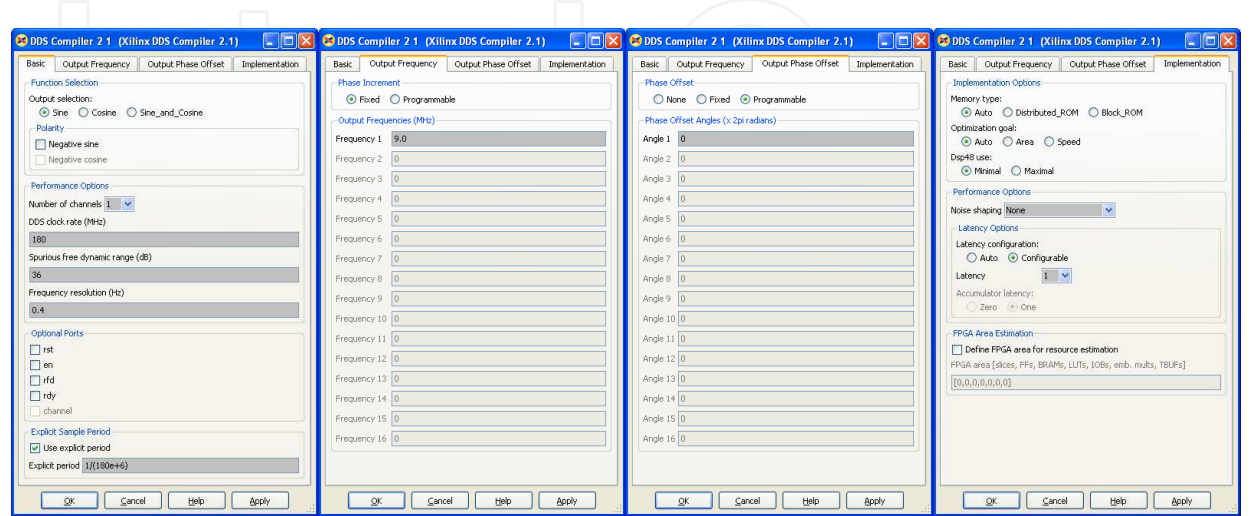 DDS Compiler 2 1 (Xilinx DDS Compiler 2.1)
Basic Output Frequency Output Phase Offset Implementation
Function Selection
Output selection:
Sine Cosine Sine_and_Cosine
Polarity
Negative sine
Negative cosine
Performance Options
Number of channels 1
DDS clock rate (MHz)
180
Spurious free dynamic range (dB)
36
Frequency resolution (Hz)
0.4
Optional Ports
rst
en
rfd
rdy
channel
Explicit Sample Period
Use explicit period
Explicit period 1/(180e+6)
OK Cancel Help Apply
DDS Compiler 2 1 (Xilinx DDS Compiler 2.1)
Basic Output Frequency Output Phase Offset Implementation
Phase Increment
Fixed Programmable
Output Frequencies (MHz)
Frequency 1 9.0
Frequency 2 0
Frequency 3 0
Frequency 4 0
Frequency 5 0
Frequency 6 0
Frequency 7 0
Frequency 8 0
Frequency 9 0
Frequency 10 0
Frequency 11 0
Frequency 12 0
Frequency 13 0
Frequency 14 0
Frequency 15 0
Frequency 16 0
OK Cancel Help Apply
DDS Compiler 2 1 (Xilinx DDS Compiler 2.1)
Basic Output Frequency Output Phase Offset Implementation
Phase Offset
None Fixed Programmable
Phase Offset Angles (x 2pi radians)
Angle 1 0
Angle 2 0
Angle 3 0
Angle 4 0
Angle 5 0
Angle 6 0
Angle 7 0
Angle 8 0
Angle 9 0
Angle 10 0
Angle 11 0
Angle 12 0
Angle 13 0
Angle 14 0
Angle 15 0
Angle 16 0
OK Cancel Help Apply
DDS Compiler 2 1 (Xilinx DDS Compiler 2.1)
Basic Output Frequency Output Phase Offset Implementation
Implementation Options
Memory type:
Auto Distributed_ROM Block_ROM
Optimization goal:
Auto Area Speed
Dsp48 use:
Minimal Maximal
Performance Options
Noise shaping None
Latency Options
Latency configuration:
Auto Configurable
Latency 1
Accumulator latency:
Zero One
FPGA Area Estimation
Define FPGA area for resource estimation
FPGA area [slices, FFs, BRAMs, LUTs, IOBs, emb. mults, TBUFs]
[0,0,0,0,0,0,0]
OK Cancel Help Apply